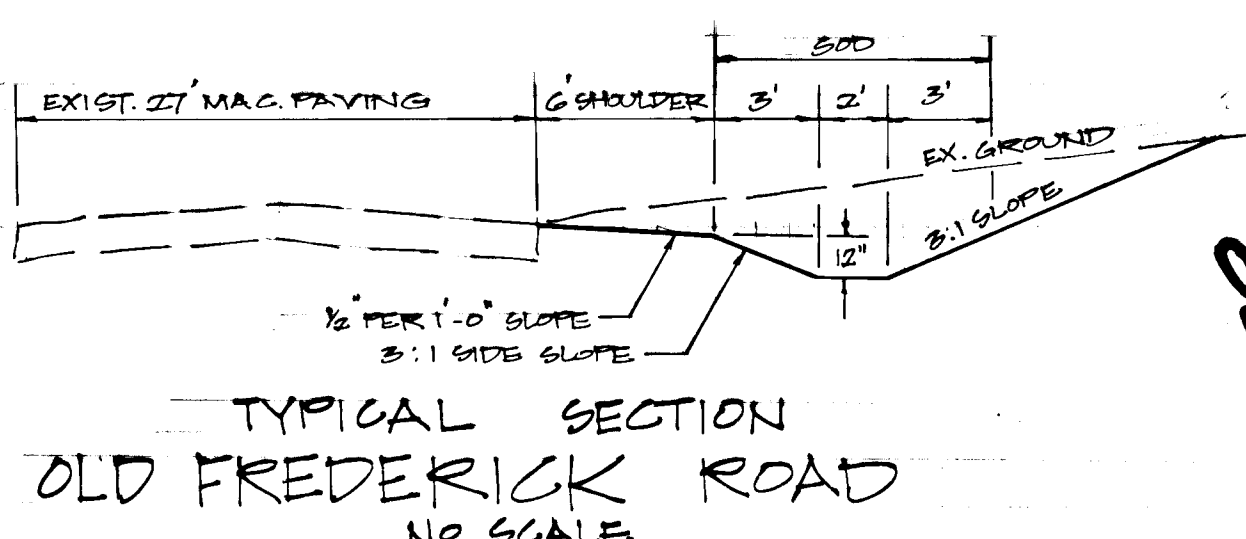 SOD
EXIST. 27' MAC. PAVING 6' SHOULDER 3' 2' 3'
EX. GROUND
3:1 SLOPE
12"
1/2" PER 1'-0" SLOPE
3:1 SIDE SLOPE
TYPICAL SECTION
OLD FREDERICK ROAD
NO SCALE